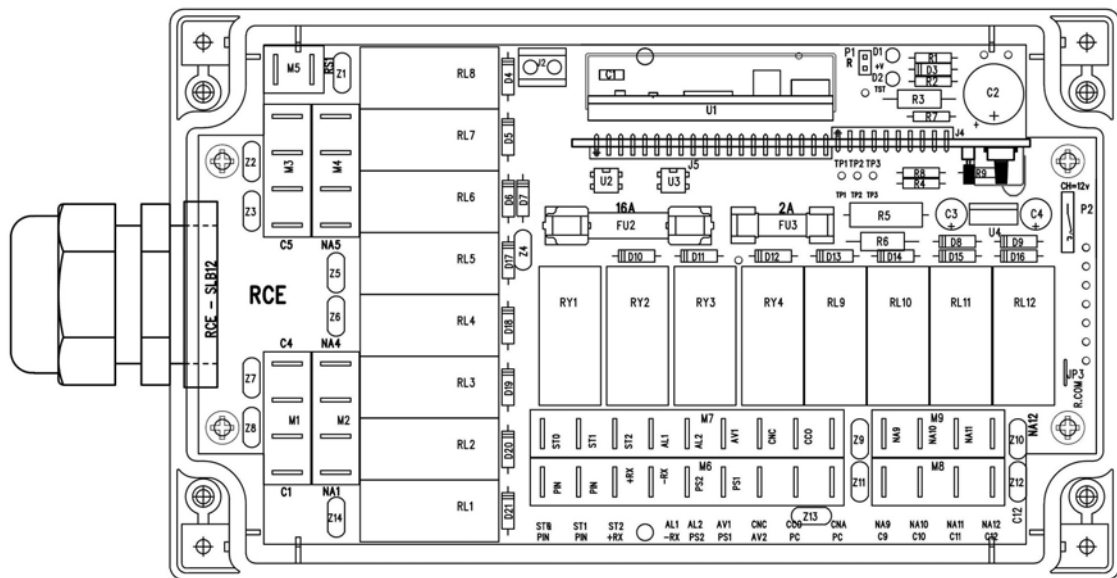 M5
RS1
Z1
RL8
D4
J2
C1
U1
P1
R
D1
+V
D2
TST
R1
D3
R2
R3
R7
C2
J4
+
Z2
Z3
M3
M4
RL7
D5
J5
U2
U3
TP1 TP2 TP3
TP1 TP2 TP3
R8
R4
R9
CH=12v
P2
RL6
D6
D7
16A
FU2
2A
FU3
R5
R6
C3
+
U4
C4
+
C5
NA5
Z4
RL5
D17
D10
D11
D12
D13
D8
D14
D15
D9
D16
RCE - SLB12
RCE
Z5
Z6
RL4
D18
RY1
RY2
RY3
RY4
RL9
RL10
RL11
RL12
C4
NA4
Z7
Z8
M1
M2
RL3
D19
JP3
R.COM
RL2
D20
M7
ST0
ST1
ST2
AL1
AL2
AV1
CNC
CCO
Z9
M9
NA9
NA10
NA11
Z10
NA12
M6
PIN
PIN
+RX
-RX
PS2
PS1
Z11
M8
Z12
C12
C1
NA1
Z14
RL1
D21
Z13
ST0 ST1 ST2 AL1 AL2 AV1 CNC CCO CNA NA9 NA10 NA11 NA12
PIN PIN +RX -RX PS2 PS1 AV2 PC PC C9 C10 C11 C12